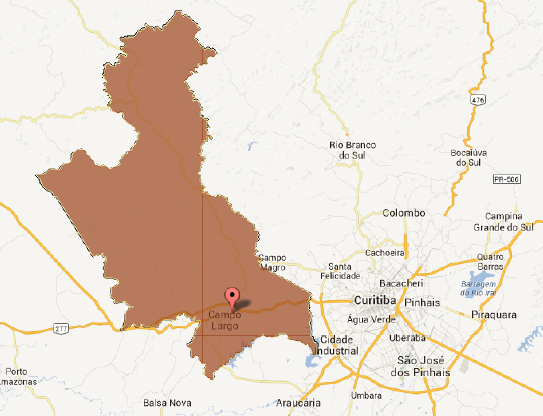 476
Rio Branco
do Sul
Bocaiúva
do Sul
PR-506
Colombo
Campina
Grande do Sul
Campo
Magro
Cachoeira
Santa
Felicidade
Quatro
Barras
Bacacheri
Barragem
do Rio Iraí
Curitiba
Pinhais
Campo
Largo
Água Verde
Piraquara
277
Cidade
Industrial
Uberaba
São José
dos Pinhais
Porto
Amazonas
Balsa Nova
Araucária
Umbara